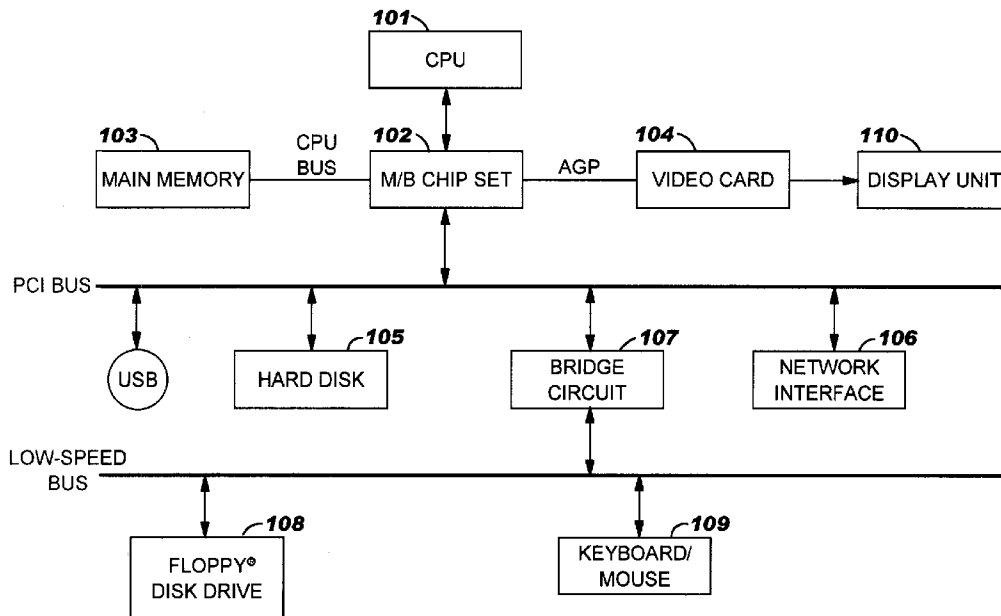 101
CPU
103
CPU
BUS
102
104
110
MAIN MEMORY
M/B CHIP SET
AGP
VIDEO CARD
DISPLAY UNIT
PCI BUS
105
107
106
USB
HARD DISK
BRIDGE
CIRCUIT
NETWORK
INTERFACE
LOW-SPEED
BUS
108
109
FLOPPY®
DISK DRIVE
KEYBOARD/
MOUSE